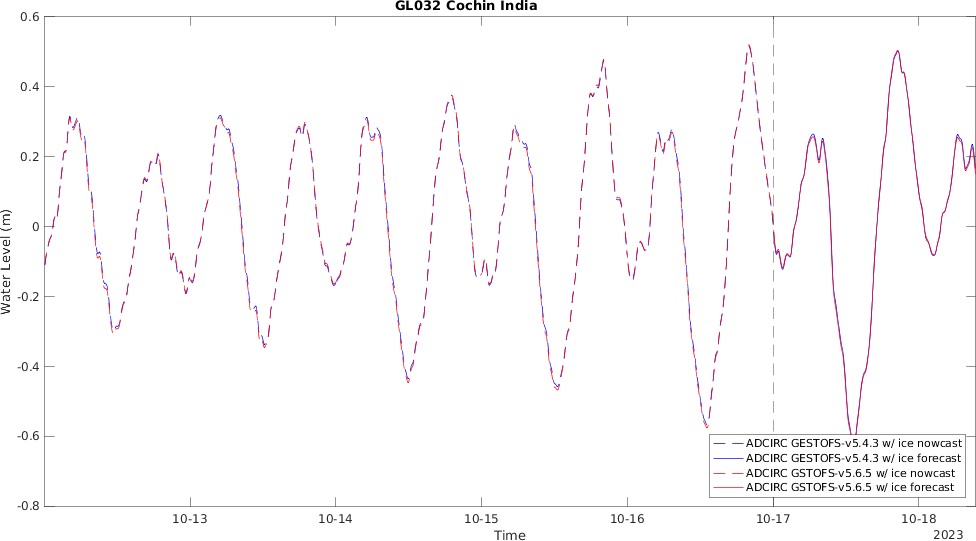 GL032 Cochin India
0.6
0.4
0.2
0
-0.2
-0.4
-0.6
-0.8
Water Level (m)
ADCIRC GESTOFS-v5.4.3 w/ ice nowcast
ADCIRC GESTOFS-v5.4.3 w/ ice forecast
ADCIRC GSTOFS-v5.6.5 w/ ice nowcast
ADCIRC GSTOFS-v5.6.5 w/ ice forecast
10-13 10-14 10-15 10-16 10-17 10-18
Time
2023